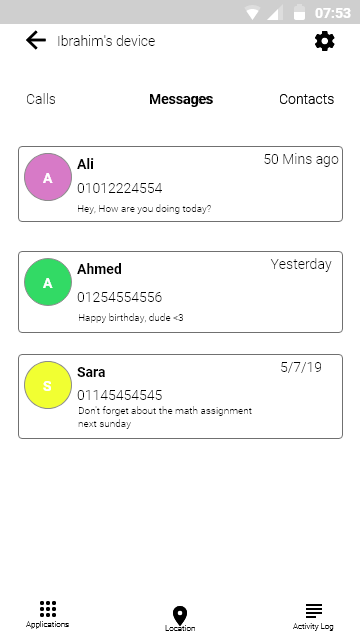 07:53
Ibrahim's device
Calls Messages Contacts
A
Ali
50 Mins ago
01012224554
Hey, How are you doing today?
A
Ahmed
Yesterday
01254554556
Happy birthday, dude <3
S
Sara
5/7/19
01145454545
Don't forget about the math assignment
next sunday
Applications
Location
Activity Log